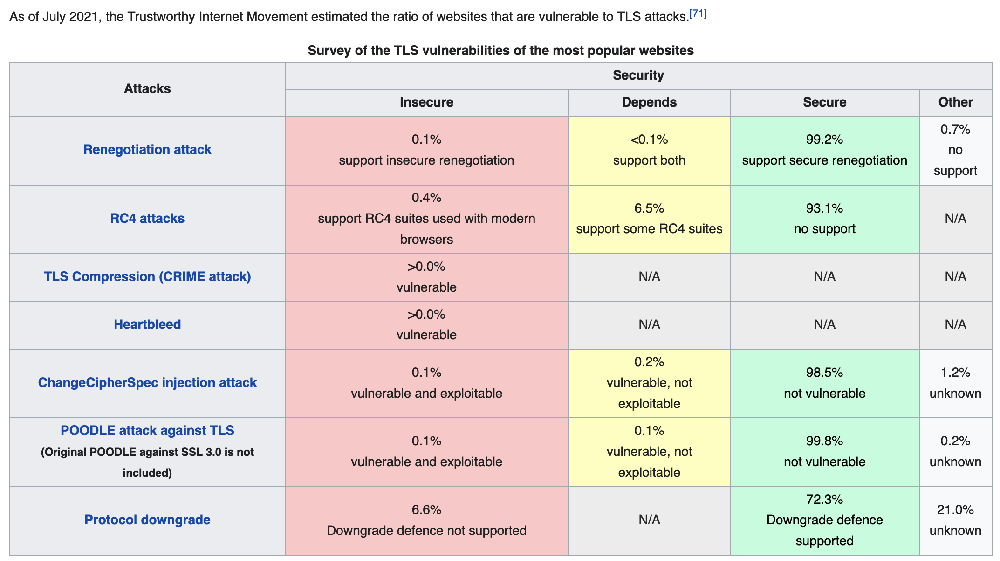 As of July 2021, the Trustworthy Internet Movement estimated the ratio of websites that are vulnerable to TLS attacks.[71]
Survey of the TLS vulnerabilities of the most popular websites
Attacks
Security
Insecure
Depends
Secure
Other
Renegotiation attack
0.1%
support insecure renegotiation
<0.1%
support both
99.2%
support secure renegotiation
0.7%
no
support
RC4 attacks
0.4%
support RC4 suites used with modern
browsers
6.5%
support some RC4 suites
93.1%
no support
N/A
TLS Compression (CRIME attack)
>0.0%
vulnerable
N/A
N/A
N/A
Heartbleed
>0.0%
vulnerable
N/A
N/A
N/A
ChangeCipherSpec injection attack
0.1%
vulnerable and exploitable
0.2%
vulnerable, not
exploitable
98.5%
not vulnerable
1.2%
unknown
POODLE attack against TLS
(Original POODLE against SSL 3.0 is not
included)
0.1%
vulnerable and exploitable
0.1%
vulnerable, not
exploitable
99.8%
not vulnerable
0.2%
unknown
Protocol downgrade
6.6%
Downgrade defence not supported
N/A
72.3%
Downgrade defence
supported
21.0%
unknown